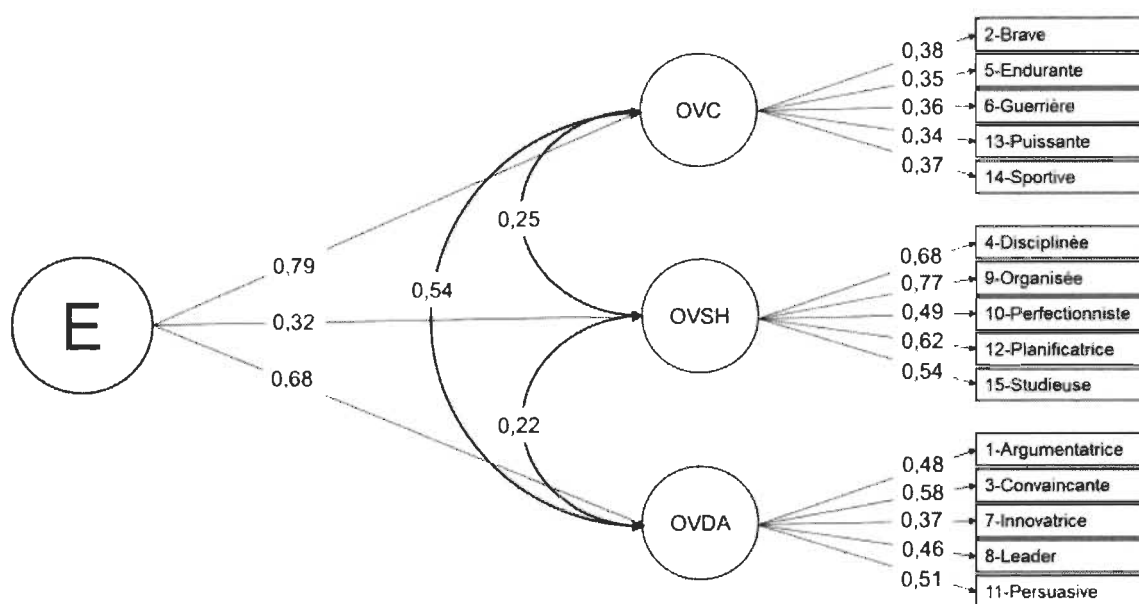 E
0,79
0,32
0,68
0,54
0,25
0,22
OVC
0,38
0,35
0,36
0,34
0,37
2-Brave
5-Endurante
6-Guerrière
13-Puissante
14-Sportive
OVSH
0,68
0,77
0,49
0,62
0,54
4-Disciplinée
9-Organisée
10-Perfectionniste
12-Planificatrice
15-Studieuse
OVDA
0,48
0,58
0,37
0,46
0,51
1-Argumentatrice
3-Convaincante
7-Innovatrice
8-Leader
11-Persuasive